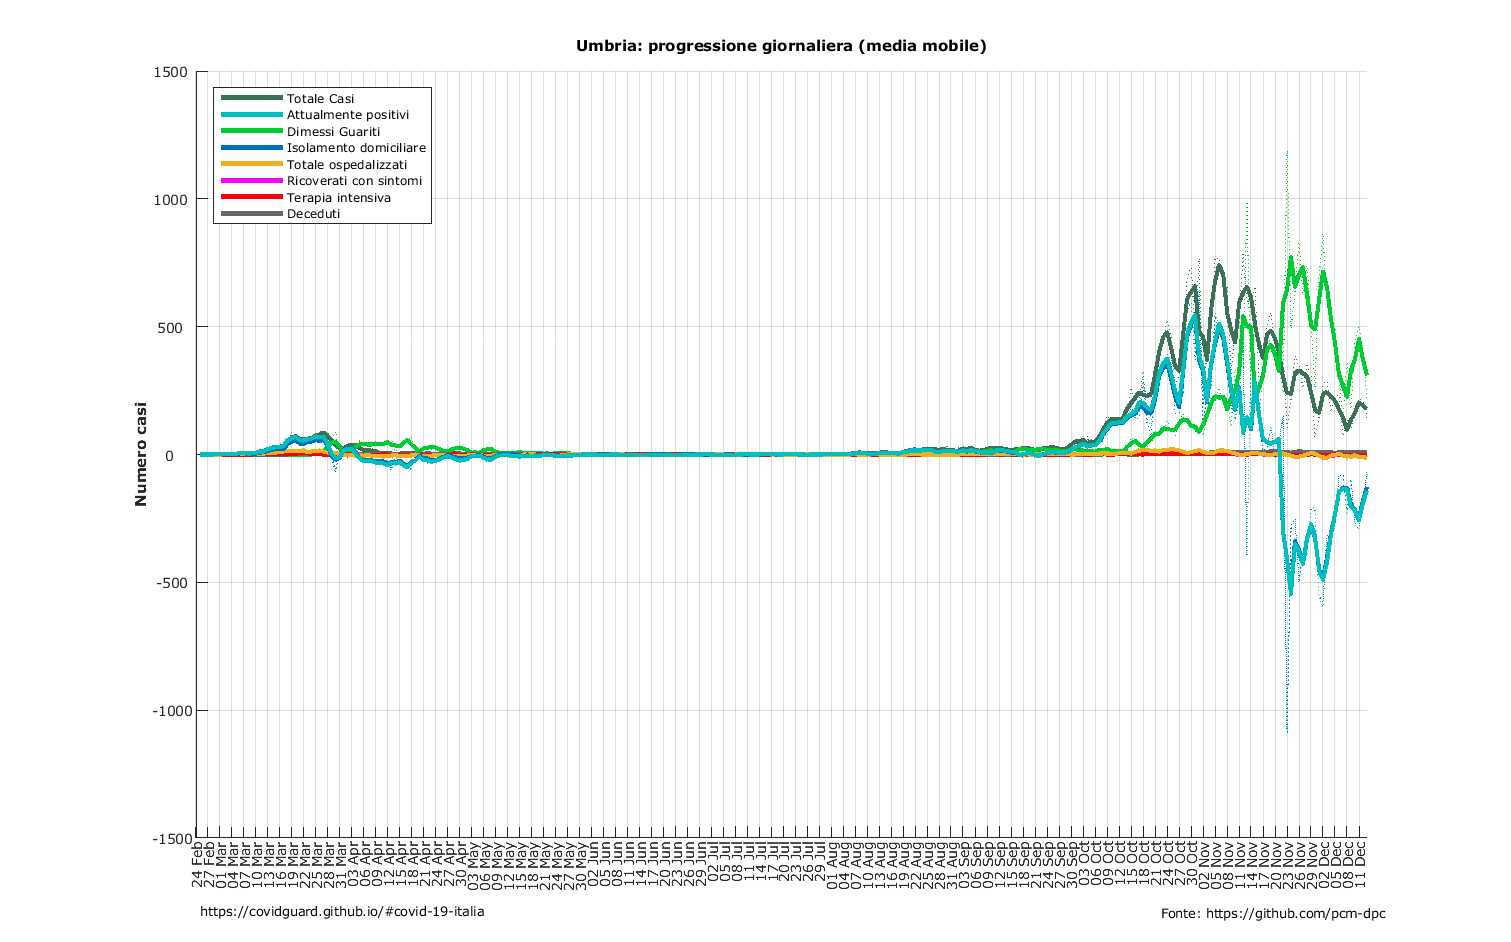 Umbria: progressione giornaliera (media mobile)
1500
1000
500
0
-500
-1000
-1500
Numero casi
Totale Casi
Attualmente positivi
Dimessi Guariti
Isolamento domiciliare
Totale ospedalizzati
Ricoverati con sintomi
Terapia intensiva
Deceduti
24 Feb
27 Feb
01 Mar
04 Mar
07 Mar
10 Mar
13 Mar
16 Mar
19 Mar
22 Mar
25 Mar
28 Mar
31 Mar
03 Apr
06 Apr
09 Apr
12 Apr
15 Apr
18 Apr
21 Apr
24 Apr
27 Apr
30 Apr
03 May
06 May
09 May
12 May
15 May
18 May
21 May
24 May
27 May
30 May
02 Jun
05 Jun
08 Jun
11 Jun
14 Jun
17 Jun
20 Jun
23 Jun
26 Jun
29 Jun
02 Jul
05 Jul
08 Jul
11 Jul
14 Jul
17 Jul
20 Jul
23 Jul
26 Jul
29 Jul
01 Aug
04 Aug
07 Aug
10 Aug
13 Aug
16 Aug
19 Aug
22 Aug
25 Aug
28 Aug
31 Aug
03 Sep
06 Sep
09 Sep
12 Sep
15 Sep
18 Sep
21 Sep
24 Sep
27 Sep
30 Sep
03 Oct
06 Oct
09 Oct
12 Oct
15 Oct
18 Oct
21 Oct
24 Oct
27 Oct
30 Oct
02 Nov
05 Nov
08 Nov
11 Nov
14 Nov
17 Nov
20 Nov
23 Nov
26 Nov
29 Nov
02 Dec
05 Dec
08 Dec
11 Dec
https://covidguard.github.io/#covid-19-italia
Fonte: https://github.com/pcm-dpc